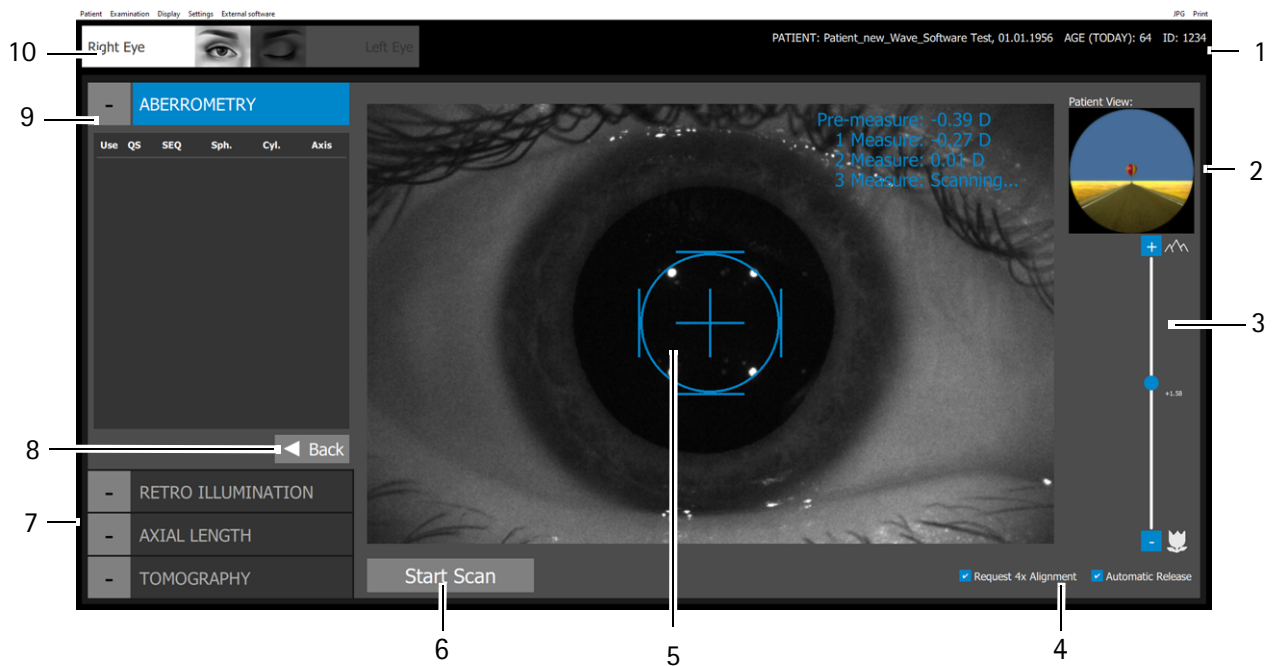 Patient Examination Display Settings External software JPG Print
Right Eye Left Eye
PATIENT: Patient_new_Wave_Software Test, 01.01.1956 AGE (TODAY): 64 ID: 1234
10
1
- ABERROMETRY
9
Use QS SEQ Sph. Cyl. Axis
Pre-measure: -0.39 D
1 Measure: -0.27 D
2 Measure: 0.01 D
3 Measure: Scanning...
Patient View:
2
+
3
+1.58
8
Back
- RETRO ILLUMINATION
7
- AXIAL LENGTH
- TOMOGRAPHY
-
Start Scan
Request 4x Alignment Automatic Release
6
5
4